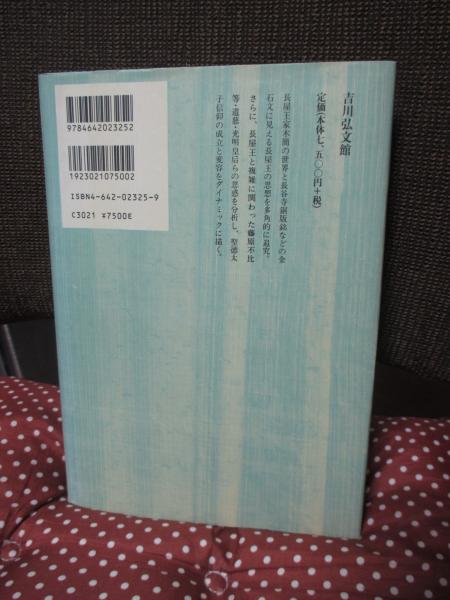 吉川弘文館
定価(本体七、五〇〇円+税)
長屋王家木簡の世界と長谷寺銅版銘などの金
石文に見える長屋王の思想を多角的に追究。
さらに、長屋王と複雑に関わった藤原不比
等・道慈・光明皇后らの思惑を分析し、聖徳太
子信仰の成立と変容をダイナミックに描く。
9784642023252
1923021075002
ISBN4-642-02325-9
C3021 ¥7500E